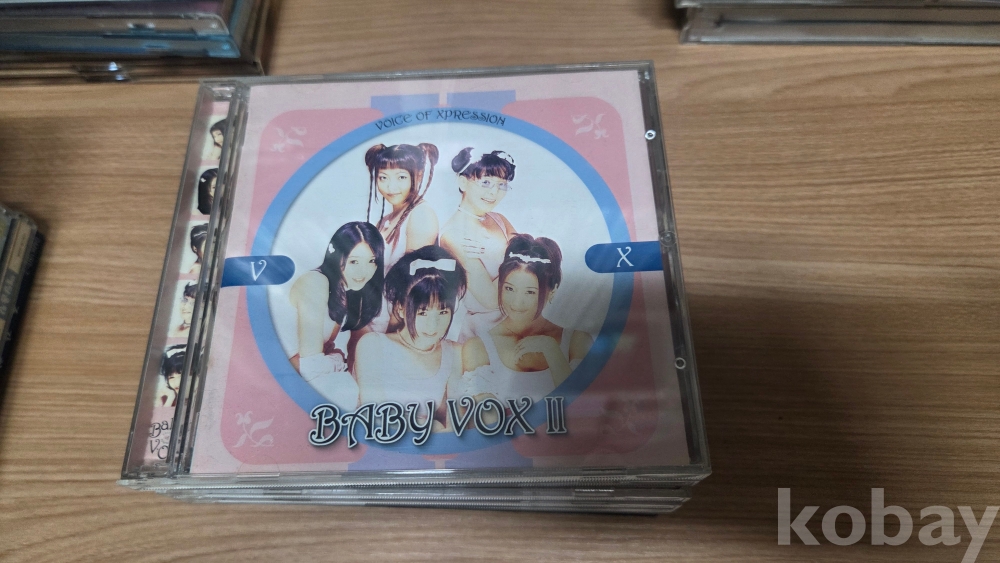 VOICE OF XPRESSION
V
X
BABY VOX II
kobay